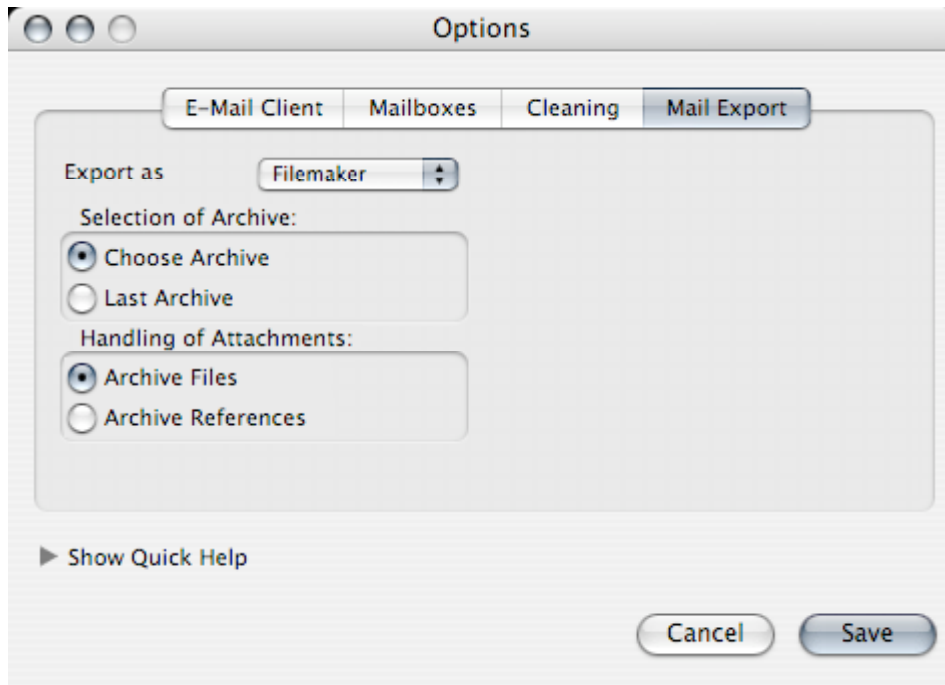 Options
E-Mail Client Mailboxes Cleaning Mail Export
Export as Filemaker
Selection of Archive:
Choose Archive
Last Archive
Handling of Attachments:
Archive Files
Archive References
Show Quick Help
Cancel Save